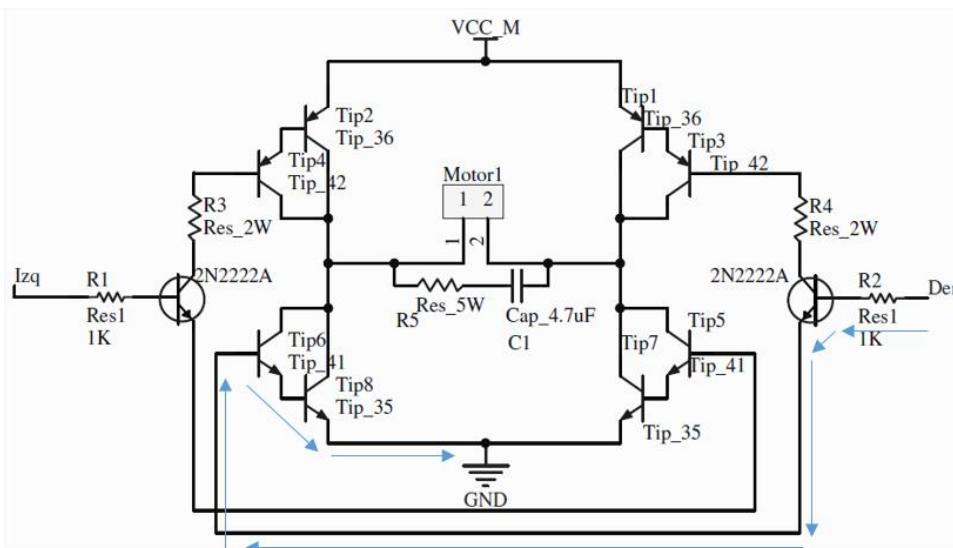 VCC_M
Tip2
Tip_36
Tip1
Tip_36
Tip4
Tip_42
Tip3
Tip_42
Motor1
1 2
R3
Res_2W
R4
Res_2W
1
2
Izq
R1
Res1
1K
2N2222A
2N2222A
R2
Res1
1K
Der
Res_5W
R5
Cap_4.7uF
C1
Tip6
Tip_41
Tip8
Tip_35
Tip7
Tip5
Tip_41
Tip_35
GND